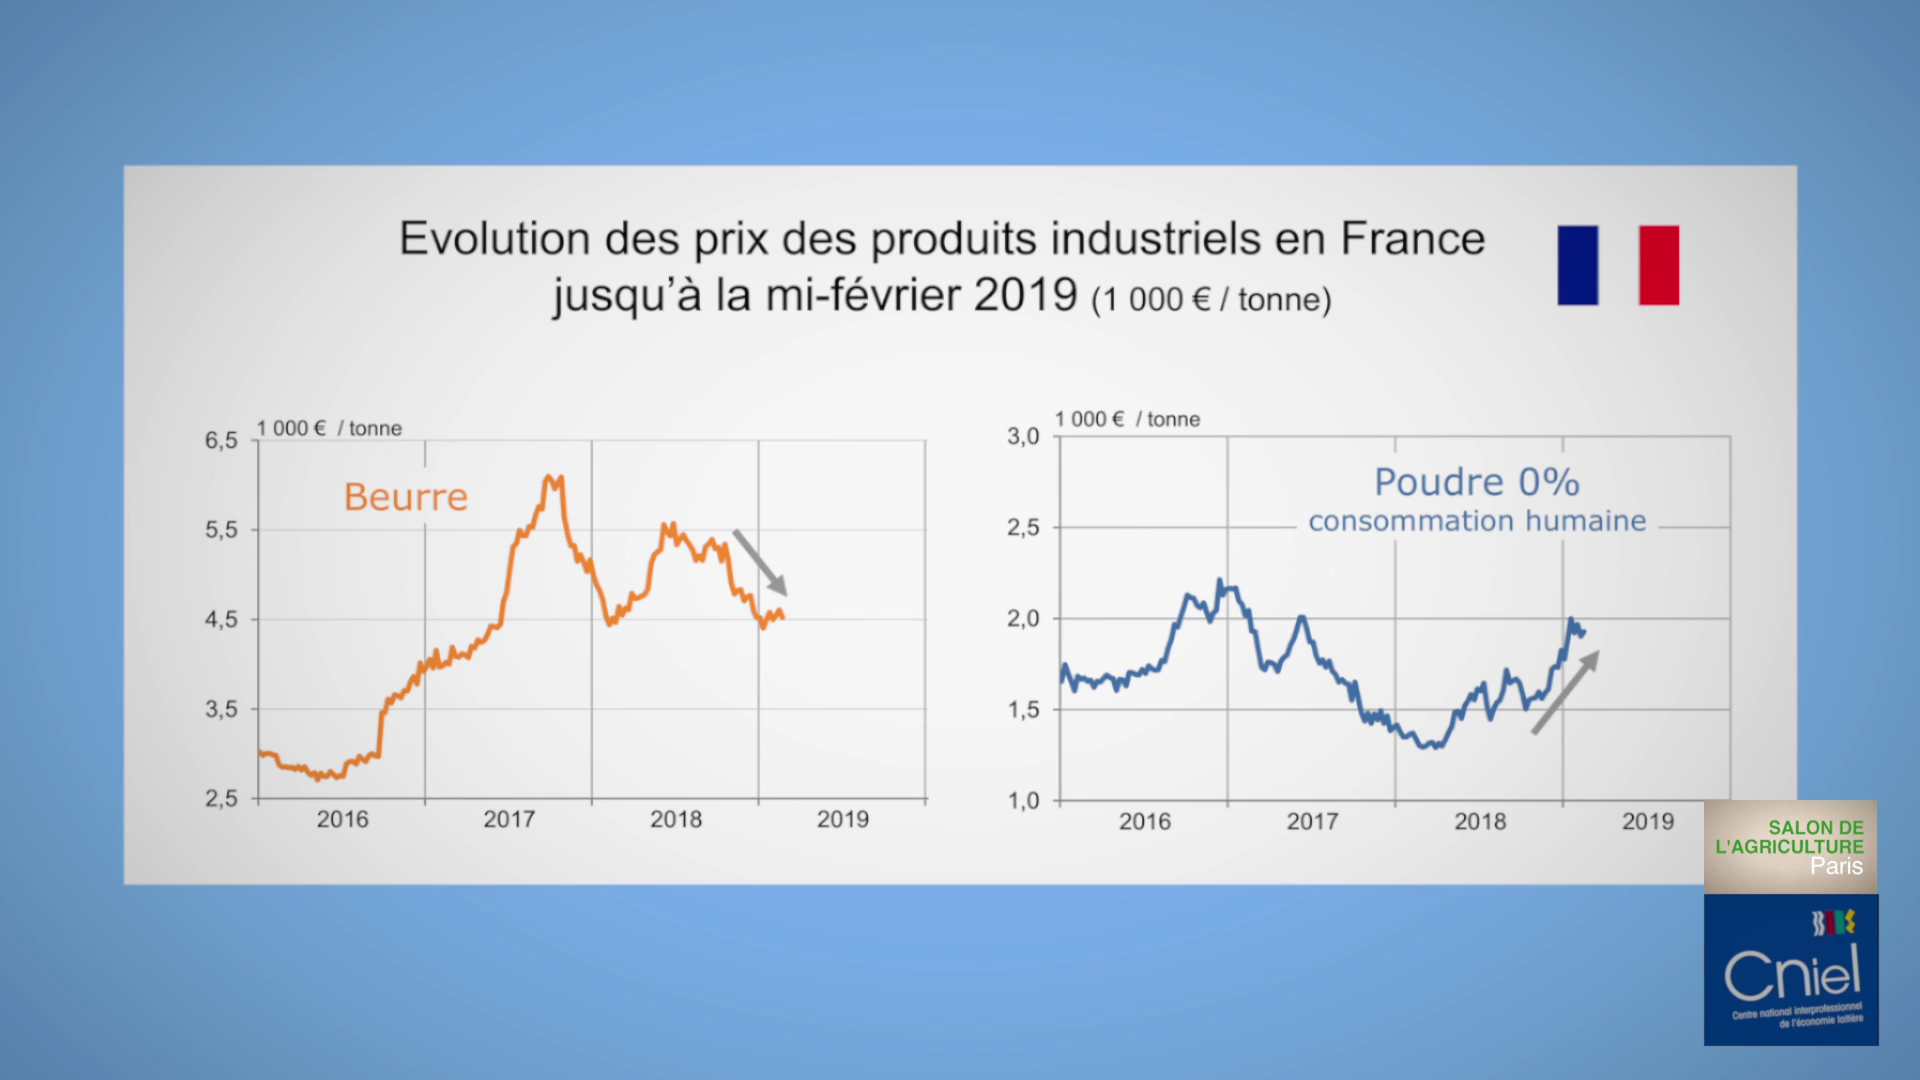 Evolution des prix des produits industriels en France
jusqu’à la mi-février 2019 (1 000 € / tonne)
1 000 € / tonne
6,5
5,5
4,5
3,5
2,5
Beurre
2016
2017
2018
2019
1 000 € / tonne
3,0
2,5
2,0
1,5
1,0
Poudre 0%
consommation humaine
2016
2017
2018
2019
SALON DE
L'AGRICULTURE
Paris
Cniel
Centre national interprofessionnel
de l'économie laitière